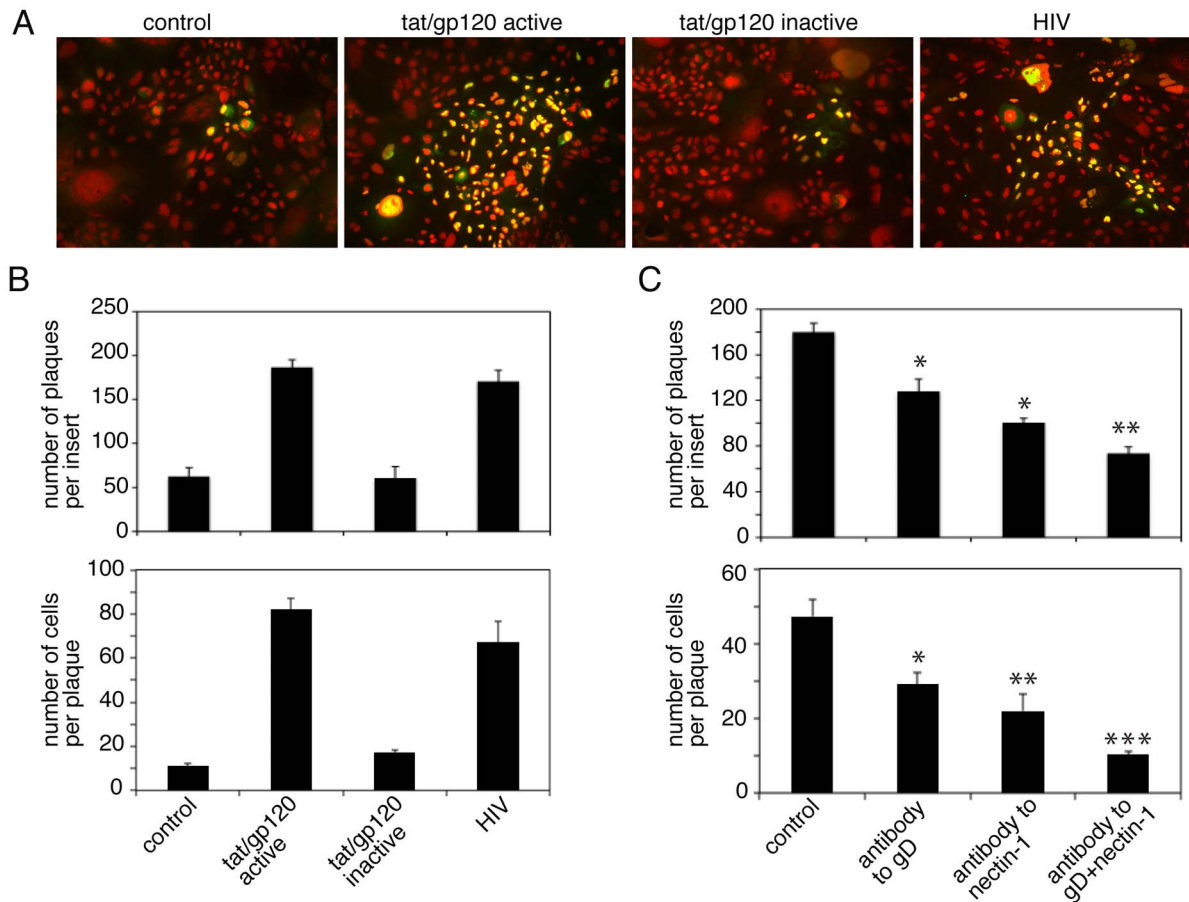 A
control
tat/gp120 active
tat/gp120 inactive
HIV
B
number of plaques
per insert
250
200
150
100
50
0
number of cells
per plaque
100
80
60
40
20
0
control
tat/gp120
active
tat/gp120
inactive
HIV
C
number of plaques
per insert
200
160
120
80
40
0
*
*
**
number of cells
per plaque
60
40
20
0
*
**
***
control
antibody
to gD
antibody to
nectin-1
antibody to
gD+nectin-1